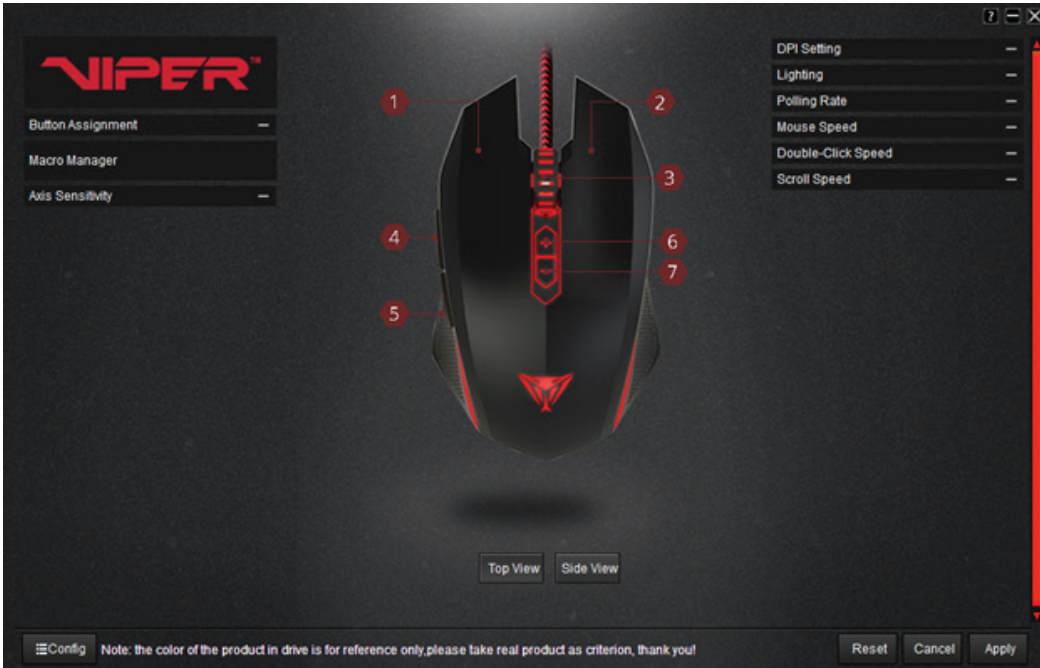 VIPER™
Button Assignment
Macro Manager
Axis Sensitivity
1
2
3
4
5
6
7
?
DPI Setting
Lighting
Polling Rate
Mouse Speed
Double-Click Speed
Scroll Speed
Top View
Side View
Config
Note: the color of the product in drive is for reference only,please take real product as criterion, thank you!
Reset
Cancel
Apply